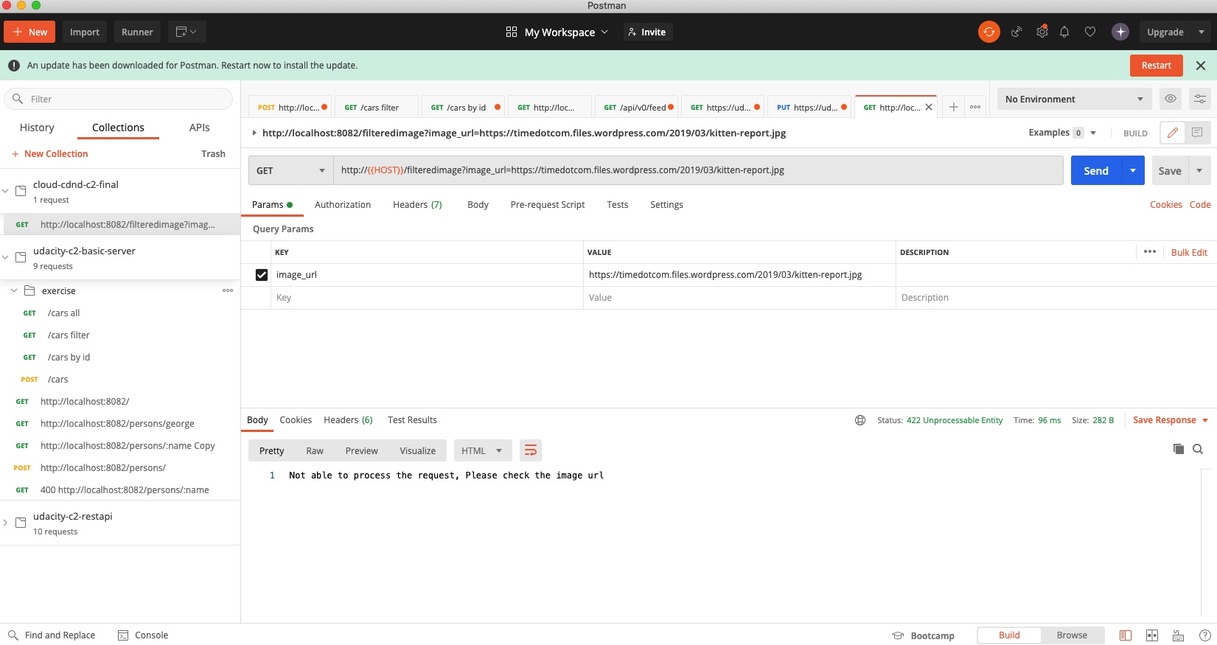 Postman
New
Import
Runner
My Workspace
Invite
Upgrade
An update has been downloaded for Postman. Restart now to install the update.
Restart
Filter
History
Collections
APIs
+ New Collection
Trash
cloud-cdnd-c2-final
1 request
GET http://localhost:8082/filteredimage?imag...
udacity-c2-basic-server
9 requests
exercise
GET /cars all
GET /cars filter
GET /cars by id
POST /cars
GET http://localhost:8082/
GET http://localhost:8082/persons/george
GET http://localhost:8082/persons/:name Copy
POST http://localhost:8082/persons/
GET 400 http://localhost:8082/persons/:name
udacity-c2-restapi
10 requests
POST http://loc...
GET /cars filter
GET /cars by id
GET http://loc...
GET /api/v0/feed
GET https://ud...
PUT https://ud...
GET http://loc...
No Environment
http://localhost:8082/filteredimage?image_url=https://timedotcom.files.wordpress.com/2019/03/kitten-report.jpg
Examples 0
BUILD
GET
http://{{HOST}}/filteredimage?image_url=https://timedotcom.files.wordpress.com/2019/03/kitten-report.jpg
Send
Save
Params
Authorization
Headers (7)
Body
Pre-request Script
Tests
Settings
Cookies
Code
Query Params
KEY VALUE DESCRIPTION
Bulk Edit
image_url https://timedotcom.files.wordpress.com/2019/03/kitten-report.jpg
Key Value Description
Body
Cookies
Headers (6)
Test Results
Status: 422 Unprocessable Entity
Time: 96 ms
Size: 282 B
Save Response
Pretty
Raw
Preview
Visualize
HTML
1 Not able to process the request, Please check the image url
Find and Replace
Console
Bootcamp
Build
Browse